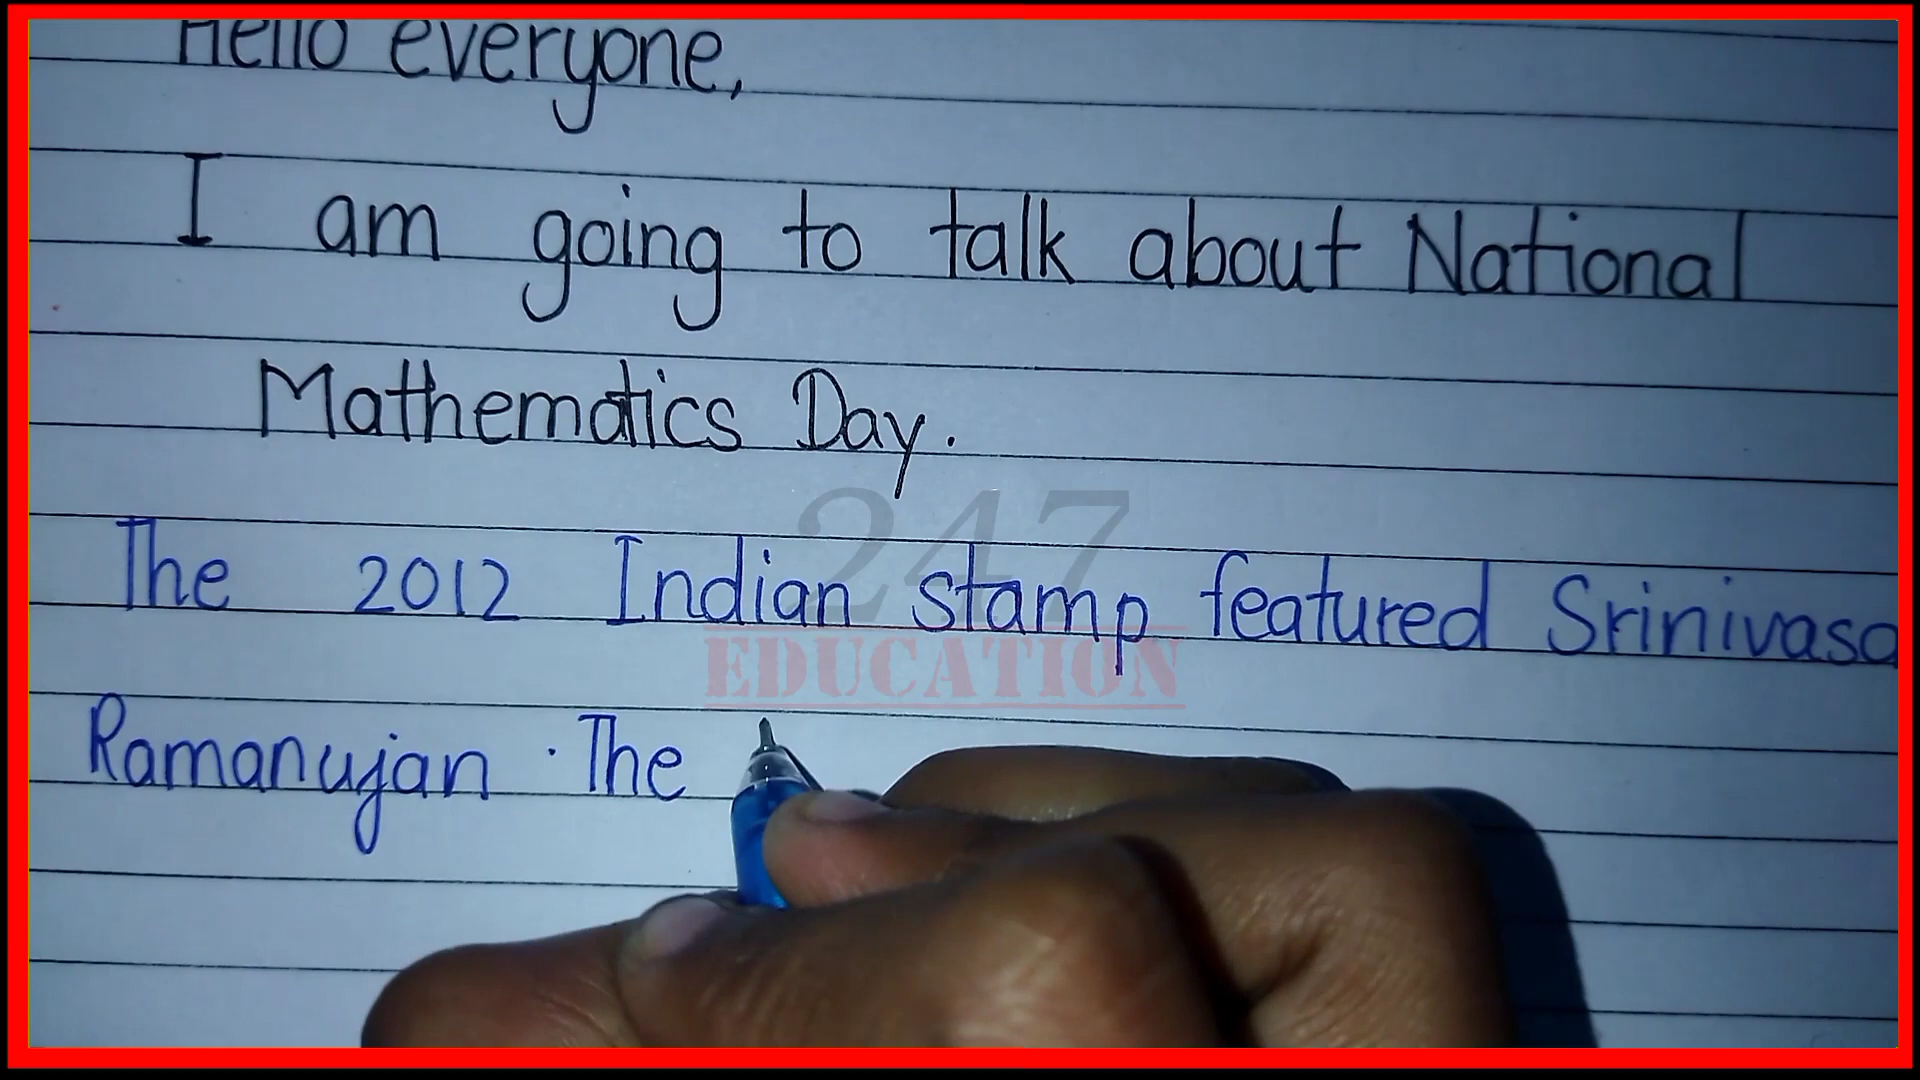 Hello everyone,
I am going to talk about National
Mathematics Day.
247
The 2012 Indian stamp featured Srinivasa
EDUCATION
Ramanujan. The